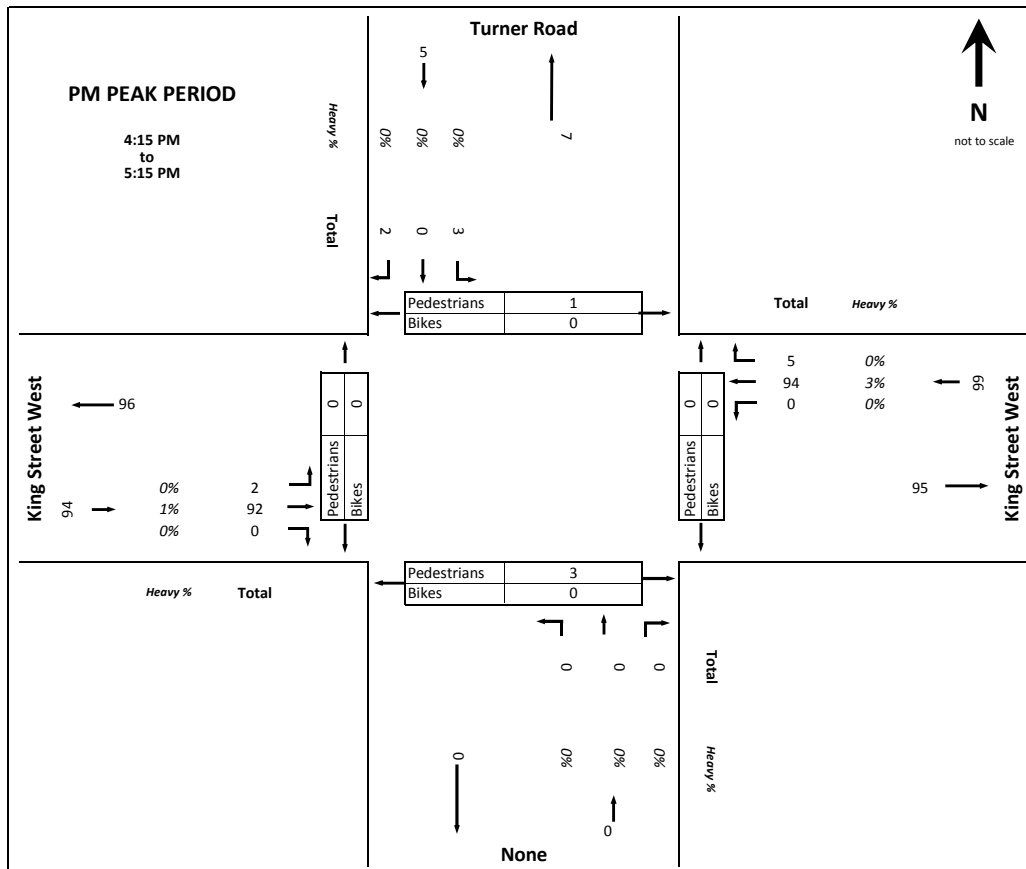 Turner Road
5
PM PEAK PERIOD
4:15 PM
to
5:15 PM
Heavy %
0%
0%
0%
7
N
not to scale
Total
2
0
3
Pedestrians 1
Bikes 0
Total Heavy %
5 0%
94 3%
0 0%
99
King Street West
96
0% 2
1% 92
0% 0
94
Pedestrians 0
Bikes 0
Pedestrians 0
Bikes 0
95
King Street West
Heavy % Total
Pedestrians 3
Bikes 0
0
0
0
Total
0
0%
0%
0%
Heavy %
0
None